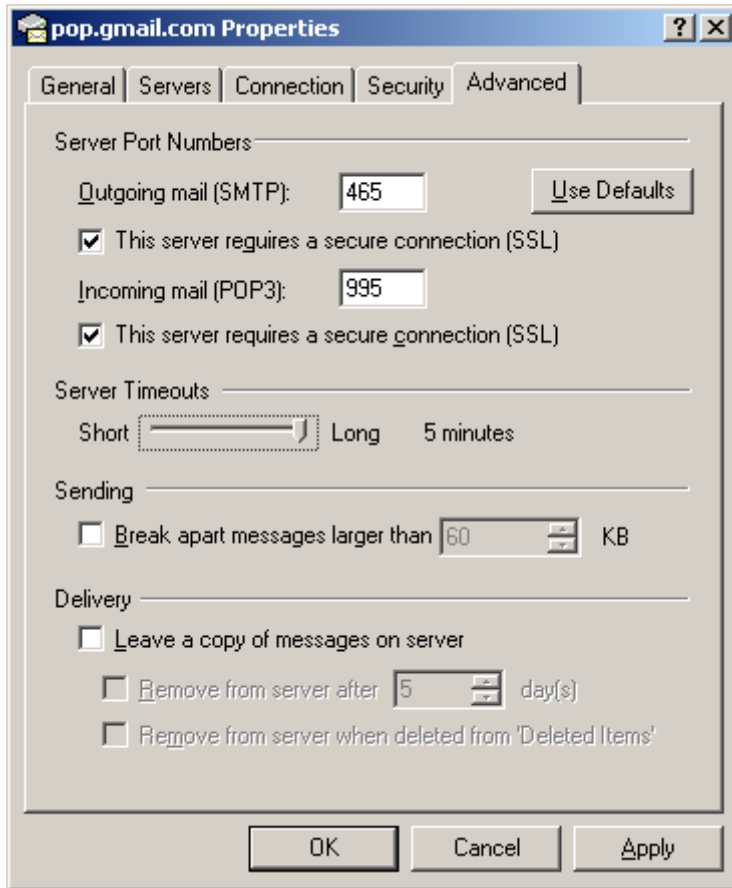 pop.gmail.com Properties
General Servers Connection Security Advanced
Server Port Numbers
Outgoing mail (SMTP): 465 Use Defaults
This server requires a secure connection (SSL)
Incoming mail (POP3): 995
This server requires a secure connection (SSL)
Server Timeouts
Short Long 5 minutes
Sending
Break apart messages larger than 60 KB
Delivery
Leave a copy of messages on server
Remove from server after 5 day(s)
Remove from server when deleted from 'Deleted Items'
OK Cancel Apply